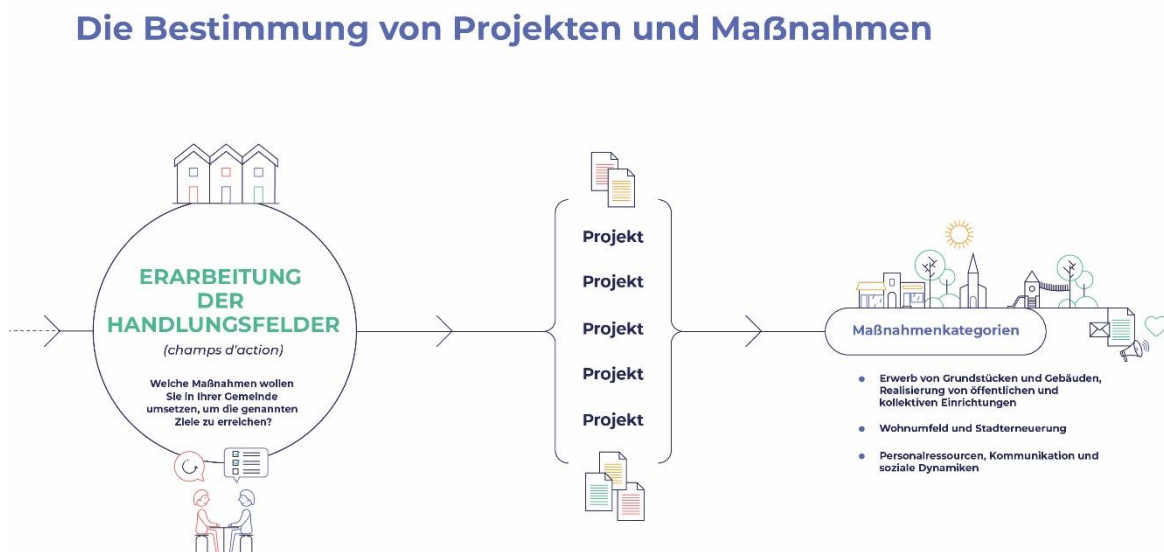 Die Bestimmung von Projekten und Maßnahmen
ERARBEITUNG
DER
HANDLUNGSFELDER
(champs d'action)
Welche Maßnahmen wollen
Sie in Ihrer Gemeinde
umsetzen, um die genannten
Ziele zu erreichen?
Projekt
Projekt
Projekt
Projekt
Projekt
Maßnahmenkategorien
Erwerb von Grundstücken und Gebäuden,
Realisierung von öffentlichen und
kollektiven Einrichtungen
Wohnumfeld und Stadterneuerung
Personalressourcen, Kommunikation und
soziale Dynamiken